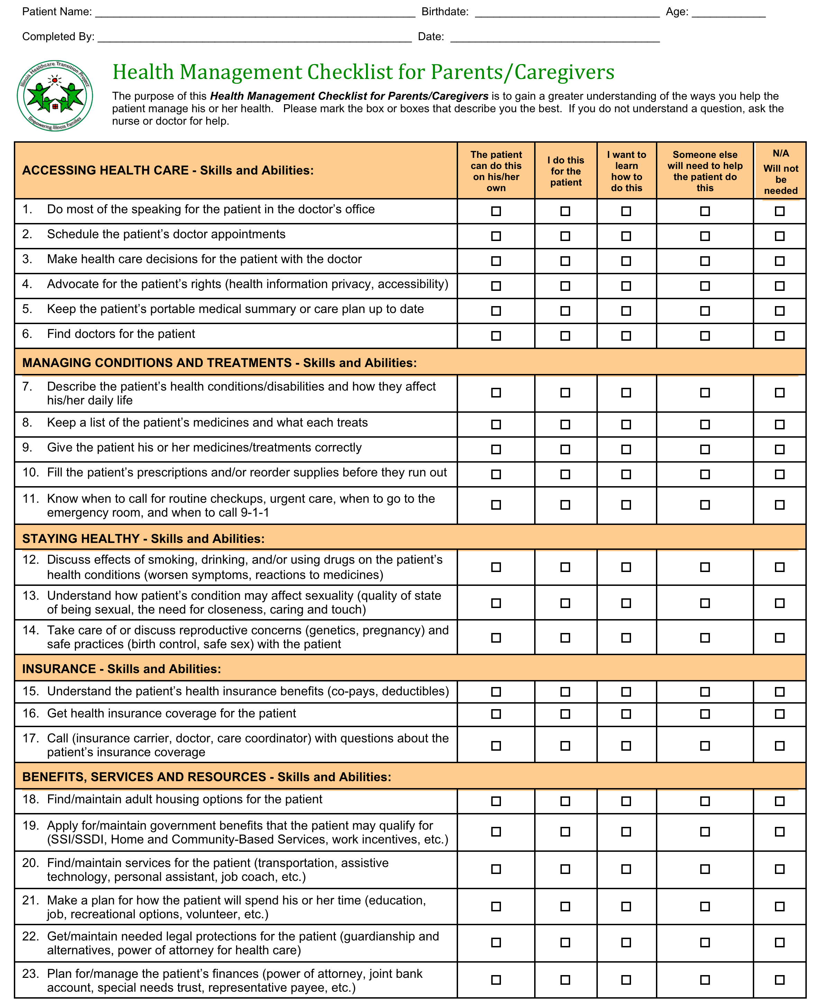 Patient Name: ____________________ Birthdate: ____________________ Age: __________
Completed By: ____________________ Date: ____________________
Illinois Healthcare Transition Project
Empowering Illinois Families
Health Management Checklist for Parents/Caregivers
The purpose of this Health Management Checklist for Parents/Caregivers is to gain a greater understanding of the ways you help the
patient manage his or her health. Please mark the box or boxes that describe you the best. If you do not understand a question, ask the
nurse or doctor for help.
ACCESSING HEALTH CARE - Skills and Abilities:
The patient
can do this
on his/her
own
I do this
for the
patient
I want to
learn
how to
do this
Someone else
will need to help
the patient do
this
N/A
Will not
be
needed
1. Do most of the speaking for the patient in the doctor’s office ☐ ☐ ☐ ☐ ☐
2. Schedule the patient’s doctor appointments ☐ ☐ ☐ ☐ ☐
3. Make health care decisions for the patient with the doctor ☐ ☐ ☐ ☐ ☐
4. Advocate for the patient’s rights (health information privacy, accessibility) ☐ ☐ ☐ ☐ ☐
5. Keep the patient’s portable medical summary or care plan up to date ☐ ☐ ☐ ☐ ☐
6. Find doctors for the patient ☐ ☐ ☐ ☐ ☐
MANAGING CONDITIONS AND TREATMENTS - Skills and Abilities:
7. Describe the patient’s health conditions/disabilities and how they affect
his/her daily life ☐ ☐ ☐ ☐ ☐
8. Keep a list of the patient’s medicines and what each treats ☐ ☐ ☐ ☐ ☐
9. Give the patient his or her medicines/treatments correctly ☐ ☐ ☐ ☐ ☐
10. Fill the patient’s prescriptions and/or reorder supplies before they run out ☐ ☐ ☐ ☐ ☐
11. Know when to call for routine checkups, urgent care, when to go to the
emergency room, and when to call 9-1-1 ☐ ☐ ☐ ☐ ☐
STAYING HEALTHY - Skills and Abilities:
12. Discuss effects of smoking, drinking, and/or using drugs on the patient’s
health conditions (worsen symptoms, reactions to medicines) ☐ ☐ ☐ ☐ ☐
13. Understand how patient’s condition may affect sexuality (quality of state
of being sexual, the need for closeness, caring and touch) ☐ ☐ ☐ ☐ ☐
14. Take care of or discuss reproductive concerns (genetics, pregnancy) and
safe practices (birth control, safe sex) with the patient ☐ ☐ ☐ ☐ ☐
INSURANCE - Skills and Abilities:
15. Understand the patient’s health insurance benefits (co-pays, deductibles) ☐ ☐ ☐ ☐ ☐
16. Get health insurance coverage for the patient ☐ ☐ ☐ ☐ ☐
17. Call (insurance carrier, doctor, care coordinator) with questions about the
patient’s insurance coverage ☐ ☐ ☐ ☐ ☐
BENEFITS, SERVICES AND RESOURCES - Skills and Abilities:
18. Find/maintain adult housing options for the patient ☐ ☐ ☐ ☐ ☐
19. Apply for/maintain government benefits that the patient may qualify for
(SSI/SSDI, Home and Community-Based Services, work incentives, etc.) ☐ ☐ ☐ ☐ ☐
20. Find/maintain services for the patient (transportation, assistive
technology, personal assistant, job coach, etc.) ☐ ☐ ☐ ☐ ☐
21. Make a plan for how the patient will spend his or her time (education,
job, recreational options, volunteer, etc.) ☐ ☐ ☐ ☐ ☐
22. Get/maintain needed legal protections for the patient (guardianship and
alternatives, power of attorney for health care) ☐ ☐ ☐ ☐ ☐
23. Plan for/manage the patient’s finances (power of attorney, joint bank
account, special needs trust, representative payee, etc.) ☐ ☐ ☐ ☐ ☐